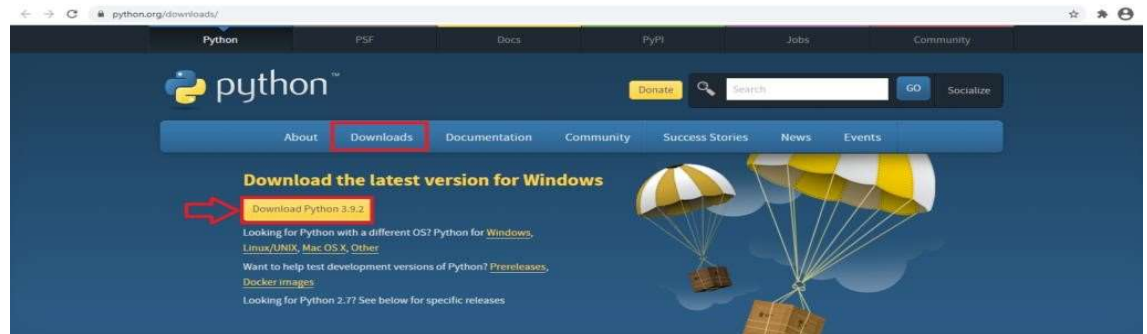 python.org/downloads/
Python PSF Docs PyPI Jobs Community
python™
Donate Search GO Socialize
About Downloads Documentation Community Success Stories News Events
Download the latest version for Windows
Download Python 3.9.2
Looking for Python with a different OS? Python for Windows,
Linux/UNIX, Mac OS X, Other
Want to help test development versions of Python? Prereleases,
Docker images
Looking for Python 2.7? See below for specific releases